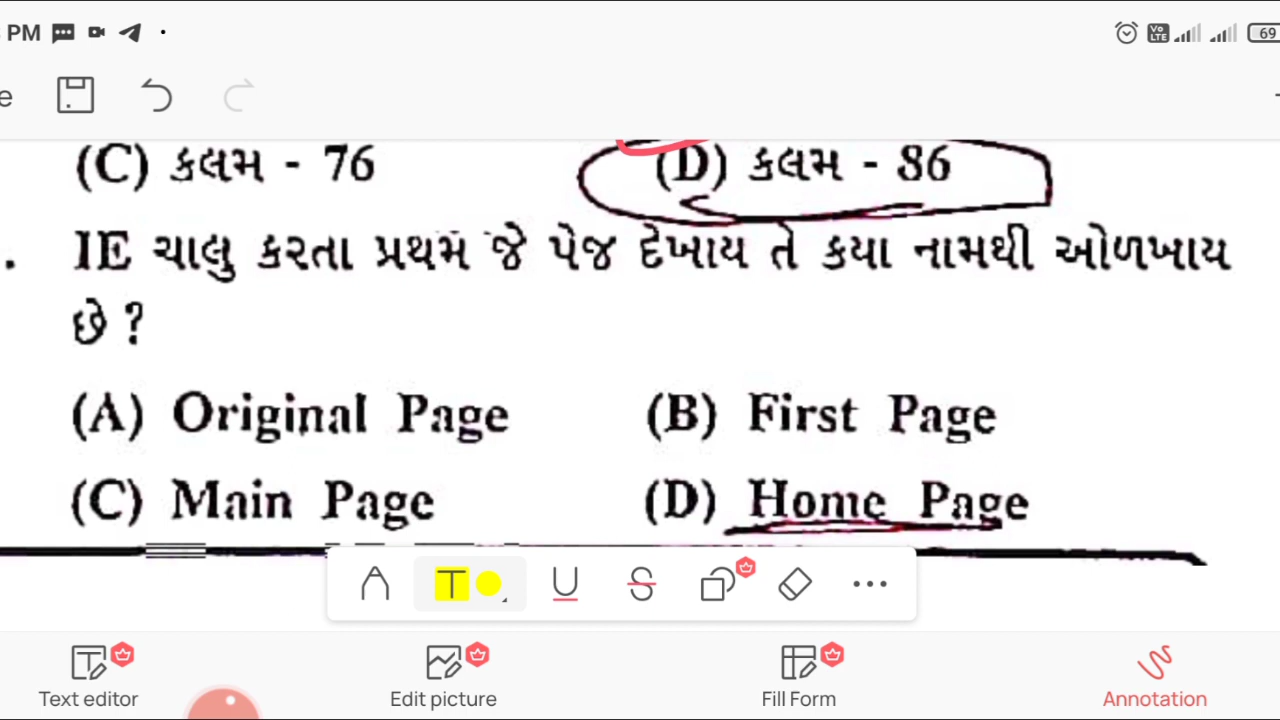 PM
VoLTE 69
e
(C) કલમ - 76 (D) કલમ - 86
. IE ચાલુ કરતા પ્રથમ જે પેજ દેખાય તે કયા નામથી ઓળખાય
છે ?
(A) Original Page (B) First Page
(C) Main Page (D) Home Page
T U S
Text editor Edit picture Fill Form Annotation